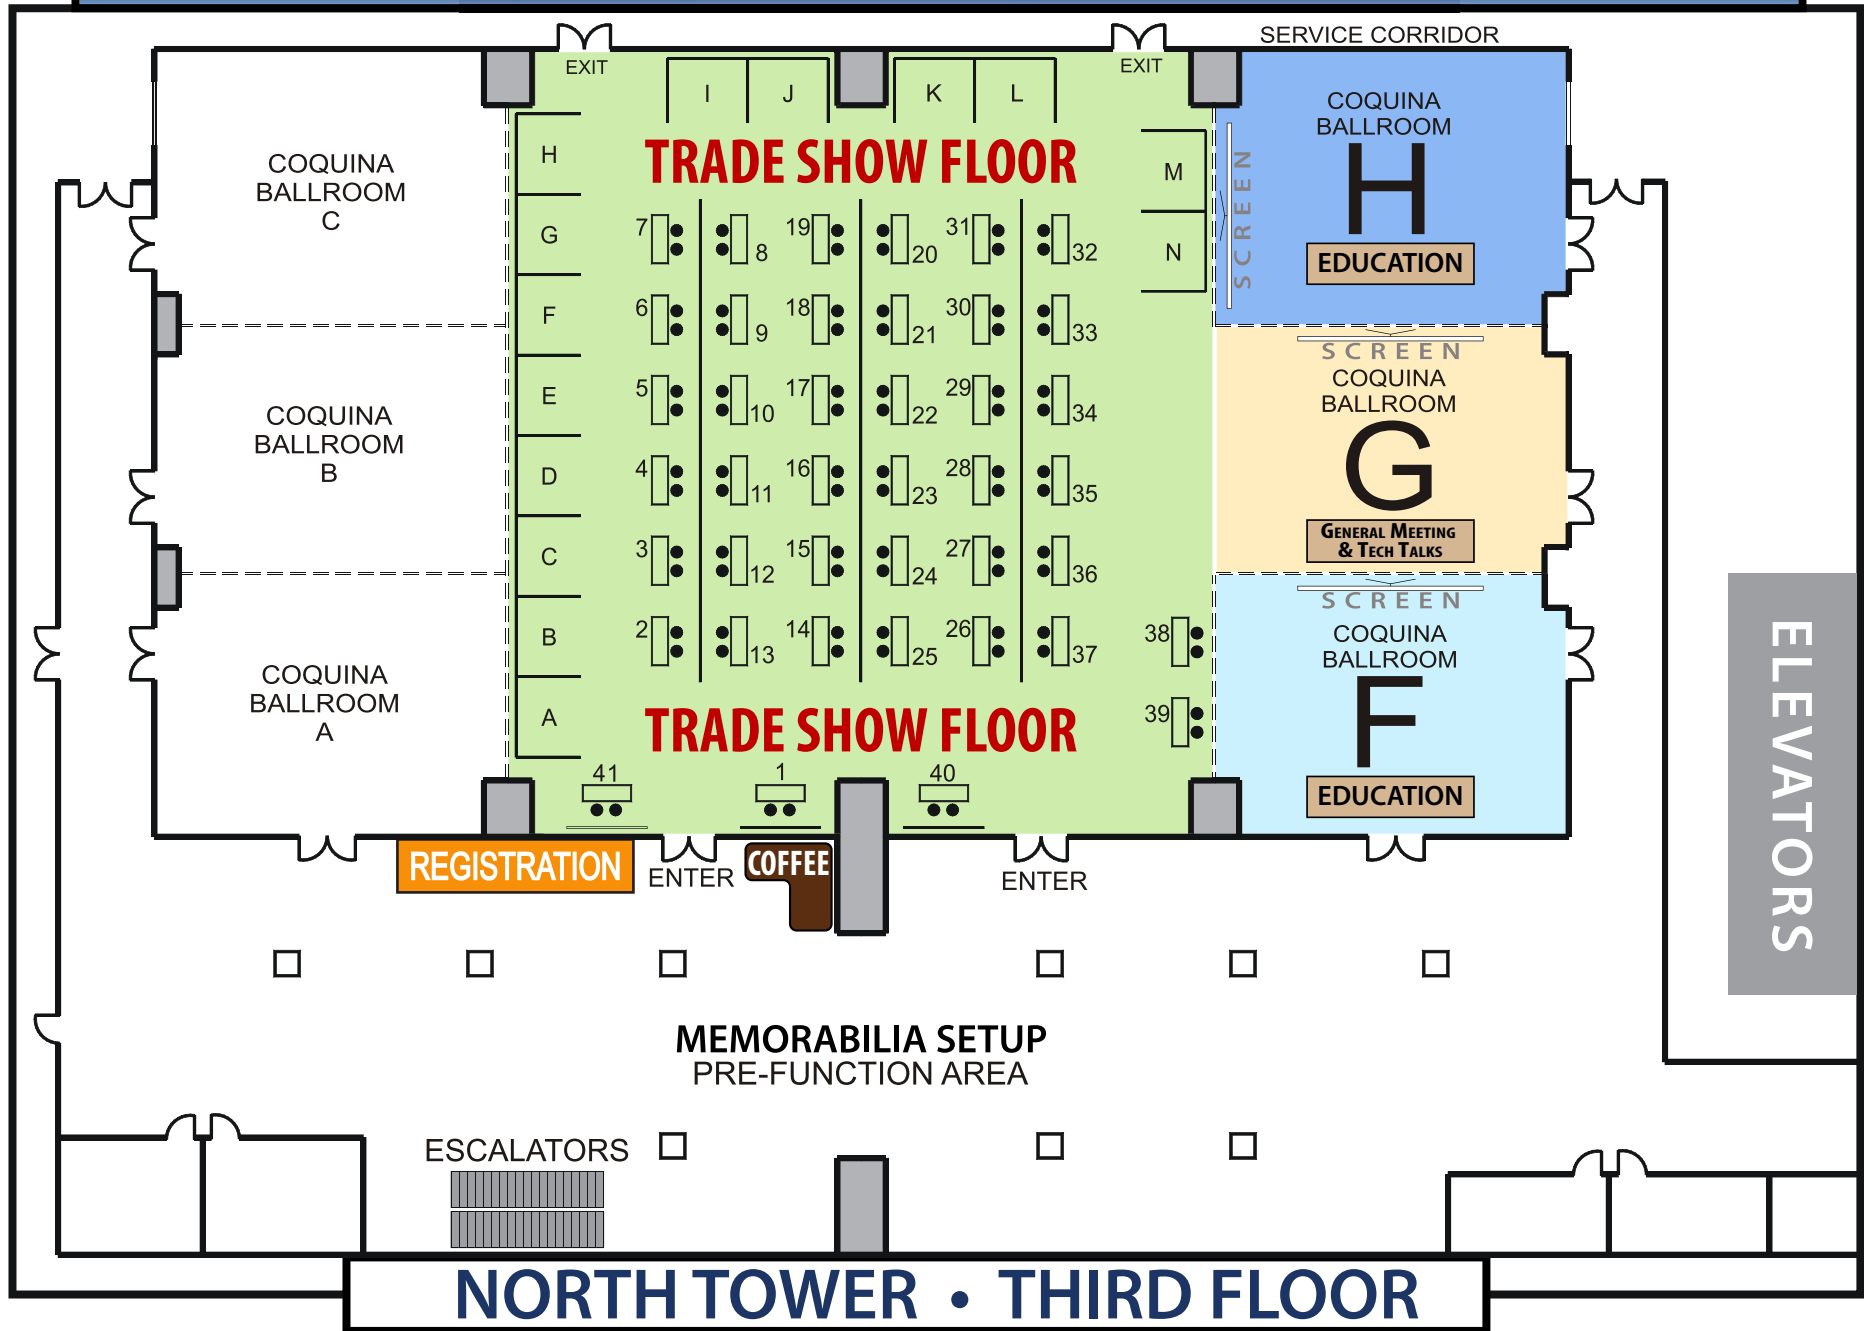 SERVICE CORRIDOR
EXIT
EXIT
I
J
K
L
COQUINA
BALLROOM
C
COQUINA
BALLROOM
B
COQUINA
BALLROOM
A
H
G
F
E
D
C
B
A
TRADE SHOW FLOOR
M
N
7
8
19
20
31
32
6
9
18
21
30
33
5
10
17
22
29
34
4
11
16
23
28
35
3
12
15
24
27
36
2
13
14
25
26
37
38
39
TRADE SHOW FLOOR
41
1
40
SCREEN
COQUINA
BALLROOM
H
EDUCATION
SCREEN
COQUINA
BALLROOM
G
GENERAL MEETING
& TECH TALKS
SCREEN
COQUINA
BALLROOM
F
EDUCATION
ELEVATORS
REGISTRATION
ENTER
COFFEE
ENTER
MEMORABILIA SETUP
PRE-FUNCTION AREA
ESCALATORS
NORTH TOWER • THIRD FLOOR